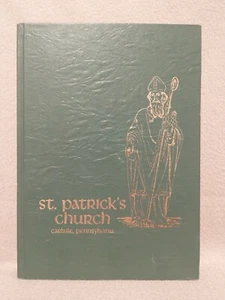 St. Patrick's
Church
Carlisle, Pennsylvania